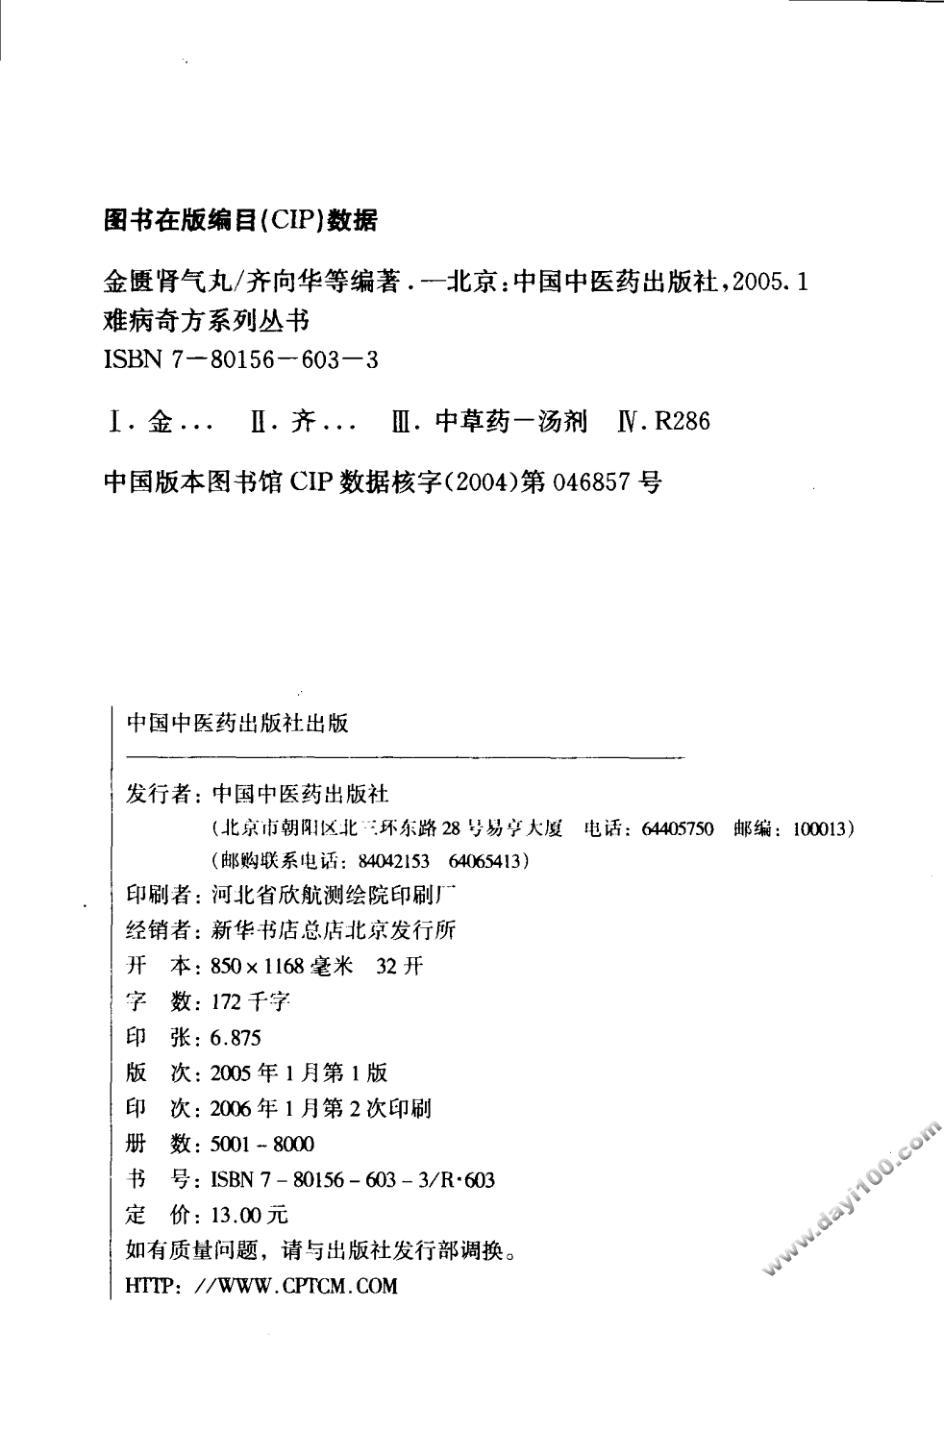 图书在版编目(CIP)数据
金匮肾气丸/齐向华等编著.—北京:中国中医药出版社,2005.1
难病奇方系列丛书
ISBN 7－80156－603－3
Ⅰ. 金... Ⅱ. 齐... Ⅲ. 中草药－汤剂 Ⅳ. R286
中国版本图书馆 CIP 数据核字(2004)第 046857 号
中国中医药出版社出版
发行者：中国中医药出版社
(北京市朝阳区北三环东路 28 号易亨大厦 电话：64405750 邮编：100013)
(邮购联系电话：84042153 64065413)
印刷者：河北省欣航测绘院印刷厂
经销者：新华书店总店北京发行所
开 本：850×1168 毫米 32 开
字 数：172 千字
印 张：6.875
版 次：2005 年 1 月第 1 版
印 次：2006 年 1 月第 2 次印刷
册 数：5001－8000
书 号：ISBN 7－80156－603－3/R·603
定 价：13.00 元
如有质量问题，请与出版社发行部调换。
HTTP：//WWW.CPTCM.COM
www.dayi100.com